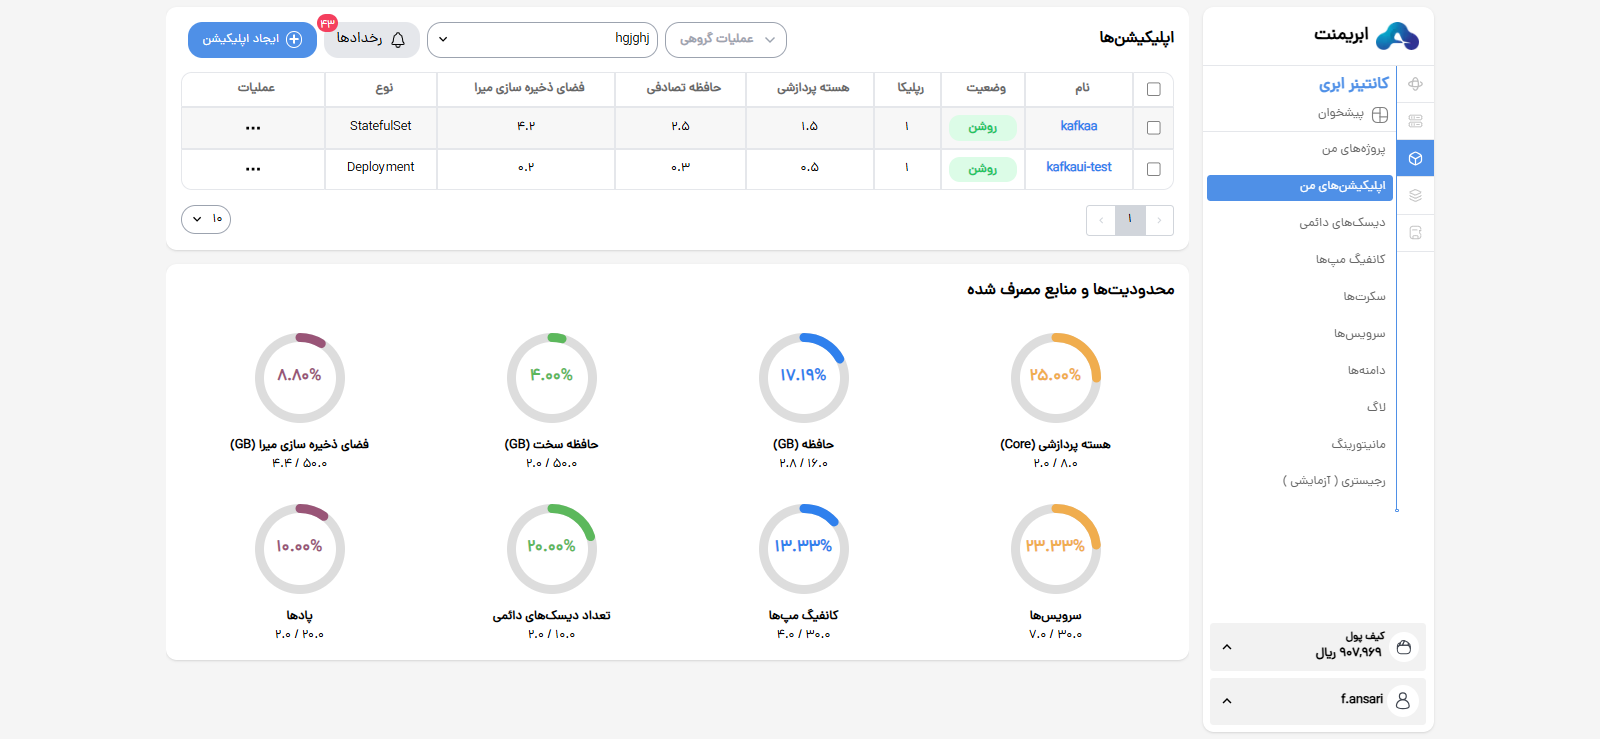 ابریمنت
کانتینر ابری
پیشخوان
پروژه‌های من
اپلیکیشن‌های من
دیسک‌های دائمی
کانفیگ مپ‌ها
سکرت‌ها
سرویس‌ها
دامنه‌ها
لاگ
مانیتورینگ
رجیستری ( آزمایشی )
کیف پول
۹۰۷,۹۶۹ ریال
f.ansari
اپلیکیشن‌ها
عملیات گروهی
hgjghj
رخدادها
۴۳
ایجاد اپلیکیشن
نام وضعیت رپلیکا هسته پردازشی حافظه تصادفی فضای ذخیره سازی میرا نوع عملیات
kafkaa روشن ۱ ۱.۵ ۲.۵ ۴.۲ StatefulSet ...
kafkaui-test روشن ۱ ۰.۵ ۰.۳ ۰.۲ Deployment ...
۱
۱۰
محدودیت‌ها و منابع مصرف شده
۲۵.۰۰%
هسته پردازشی (Core)
۲.۰ / ۸.۰
۱۷.۱۹%
حافظه (GB)
۲.۸ / ۱۶.۰
۴.۰۰%
حافظه سخت (GB)
۲.۰ / ۵۰.۰
۸.۸۰%
فضای ذخیره سازی میرا (GB)
۴.۴ / ۵۰.۰
۲۳.۳۳%
سرویس‌ها
۷.۰ / ۳۰.۰
۱۳.۳۳%
کانفیگ مپ‌ها
۴.۰ / ۳۰.۰
۲۰.۰۰%
تعداد دیسک‌های دائمی
۲.۰ / ۱۰.۰
۱۰.۰۰%
پادها
۲.۰ / ۲۰.۰